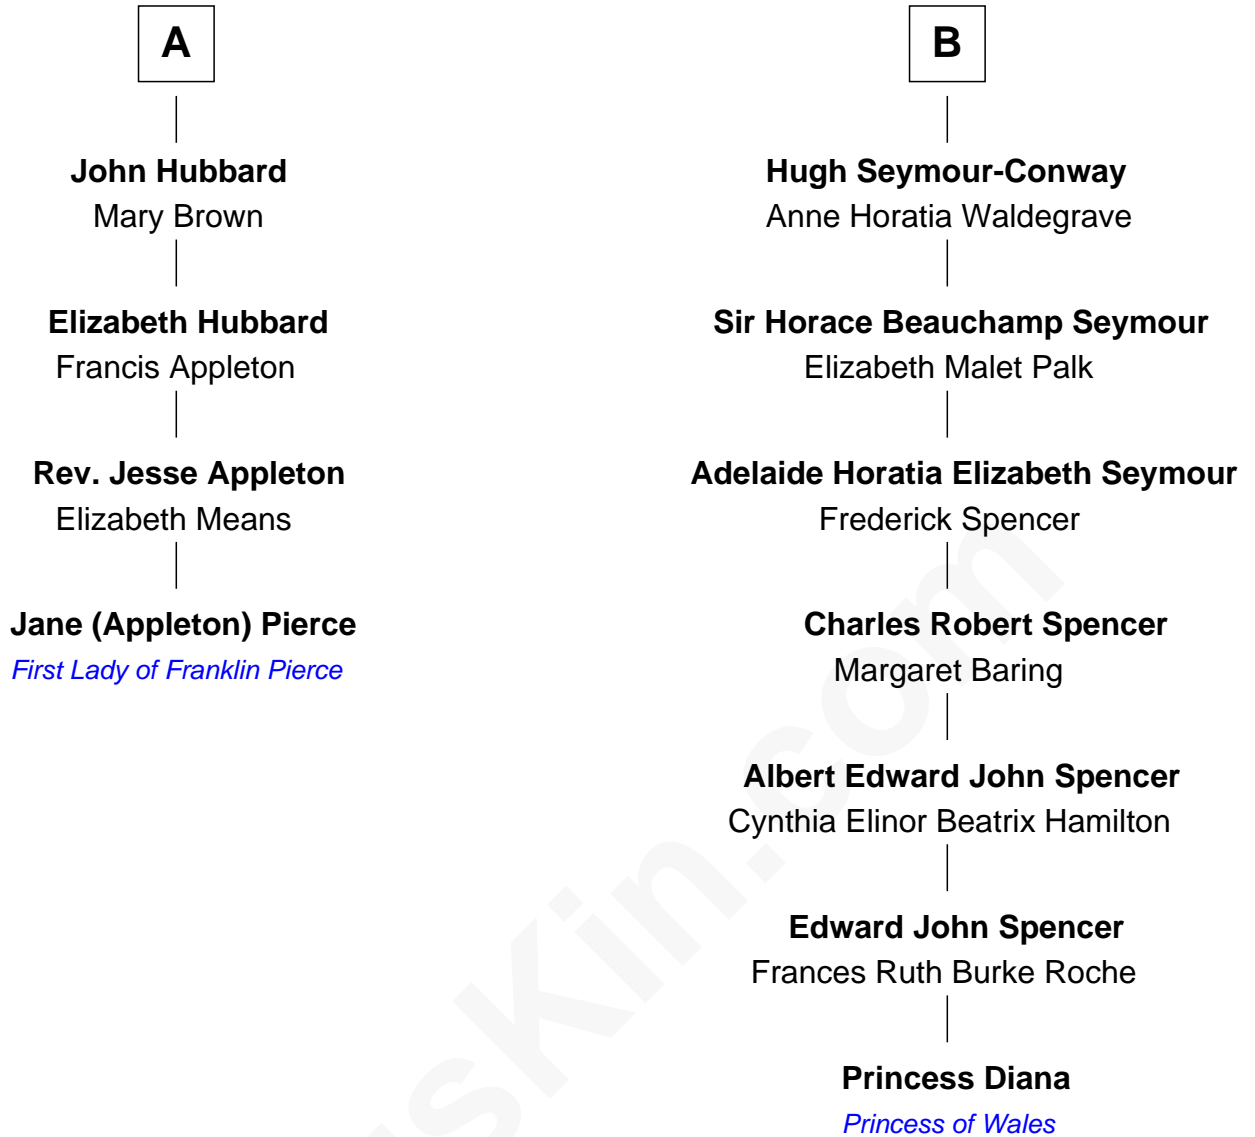 A
John Hubbard
Mary Brown
Elizabeth Hubbard
Francis Appleton
Rev. Jesse Appleton
Elizabeth Means
Jane (Appleton) Pierce
First Lady of Franklin Pierce
B
Hugh Seymour-Conway
Anne Horatia Waldegrave
Sir Horace Beauchamp Seymour
Elizabeth Malet Palk
Adelaide Horatia Elizabeth Seymour
Frederick Spencer
Charles Robert Spencer
Margaret Baring
Albert Edward John Spencer
Cynthia Elinor Beatrix Hamilton
Edward John Spencer
Frances Ruth Burke Roche
Princess Diana
Princess of Wales